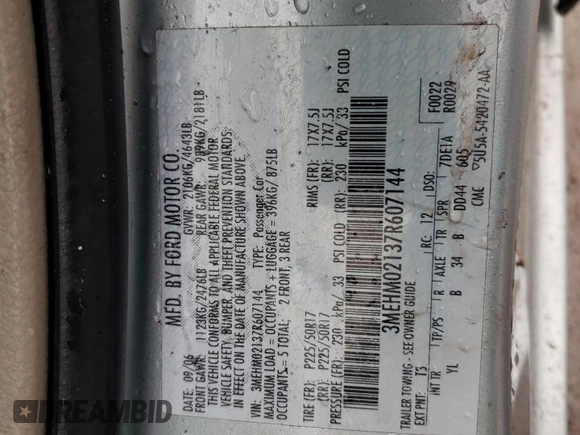 MFD. BY FORD MOTOR CO.
DATE: 09/06 GVWR: 2106KG/4643LB
FRONT GAWR: 1123KG/2476LB REAR GAWR: 989KG/2181LB
THIS VEHICLE CONFORMS TO ALL APPLICABLE FEDERAL MOTOR
VEHICLE SAFETY, BUMPER, AND THEFT PREVENTION STANDARDS
IN EFFECT ON THE DATE OF MANUFACTURE SHOWN ABOVE.
VIN: 3MEHM02137R607144 TYPE: Passenger Car
MAXIMUM LOAD = OCCUPANTS + LUGGAGE = 396KG/ 875LB
OCCUPANTS= 5 TOTAL; 2 FRONT, 3 REAR
TIRE (FR): P225/50R17 RIMS (FR): 17X7.5J
(RR): P225/50R17 (RR): 17X7.5J
PRESSURE (FR): 230 kPa/ 33 PSI COLD (RR): 230 kPa/ 33 PSI COLD
3MEHM02137R607144
TRAILER TOWING - SEE OWNER GUIDE
F0022
R0029
EXT PNT: T3 RC: 12 DSO: 7DE1A
INT TR TP/PS R AXLE TR SPR 605
YL B 34 B DD44
CMC ▽5U5A-5420472-AA
AUTOBIDMASTER